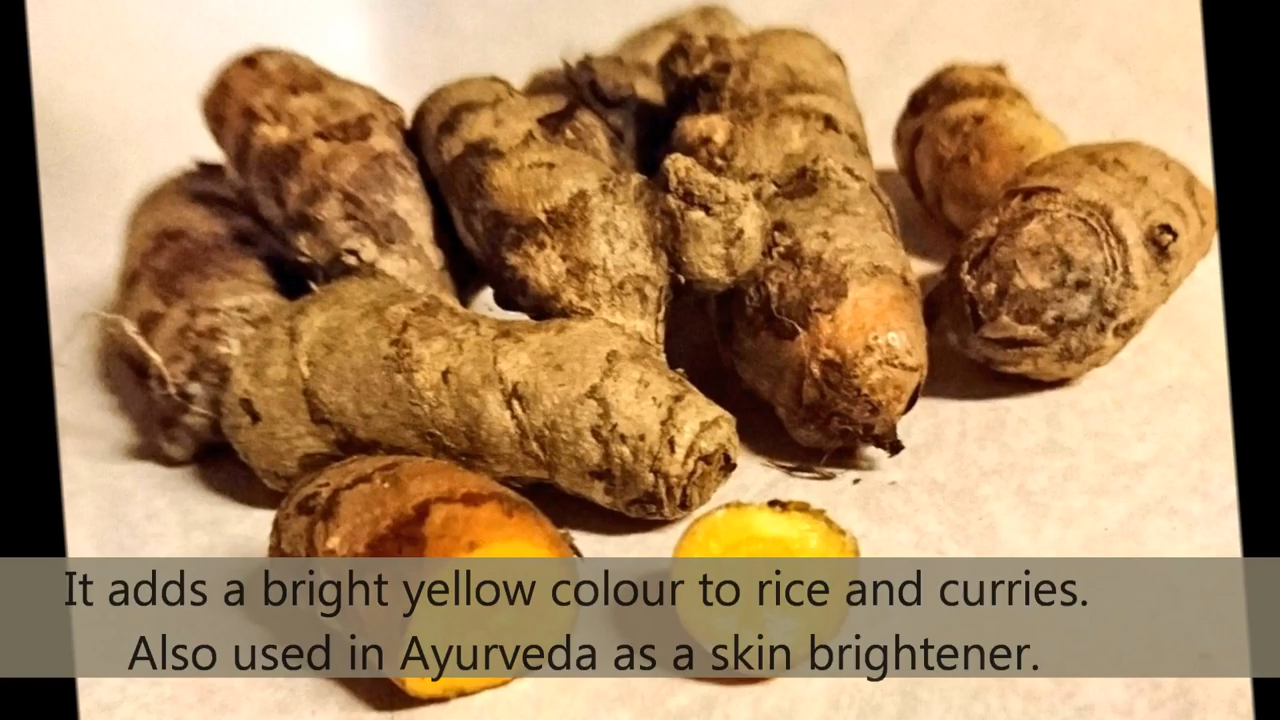 It adds a bright yellow colour to rice and curries.
Also used in Ayurveda as a skin brightener.